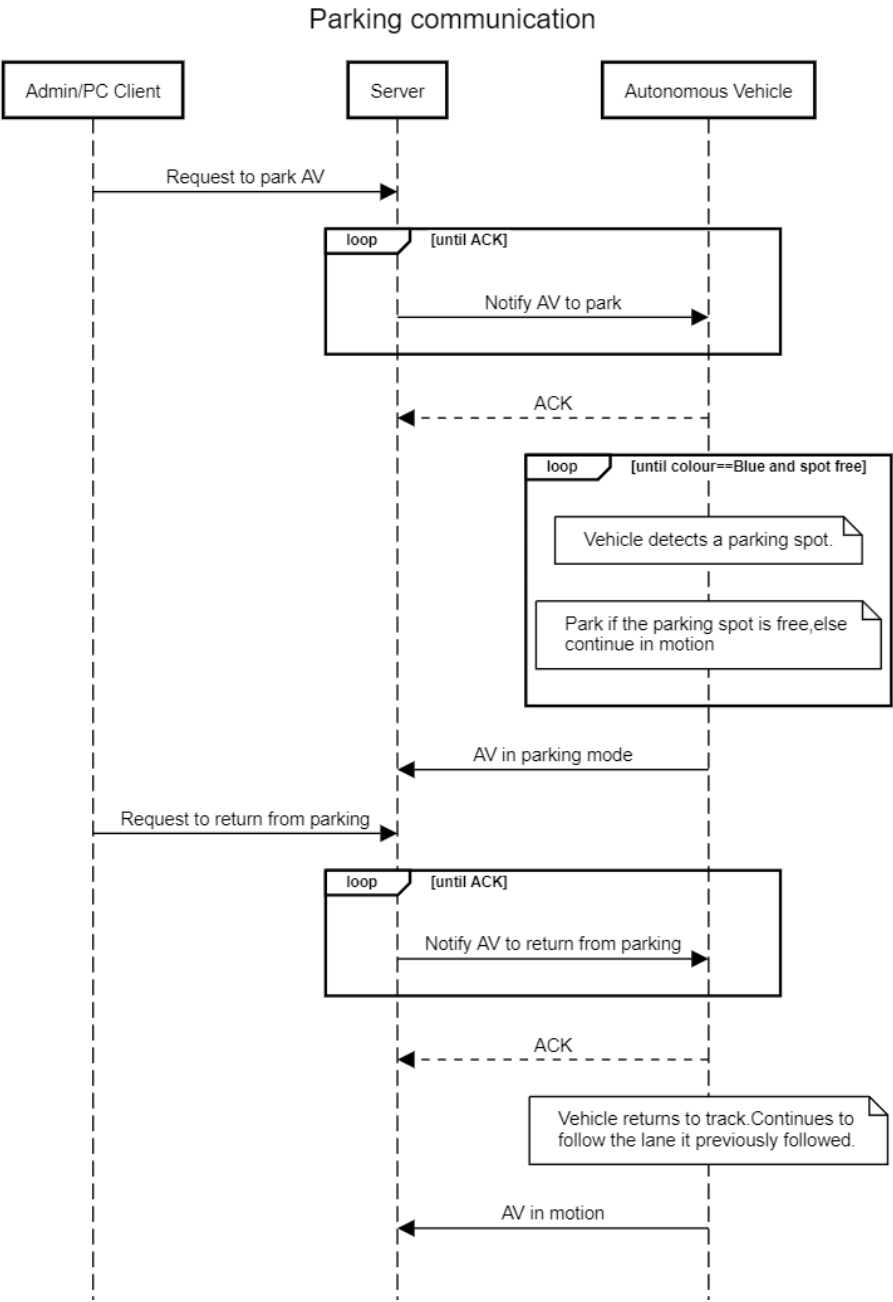 Parking communication
Admin/PC Client
Server
Autonomous Vehicle
Request to park AV
loop
[until ACK]
Notify AV to park
ACK
loop
[until colour==Blue and spot free]
Vehicle detects a parking spot.
Park if the parking spot is free,else
continue in motion
AV in parking mode
Request to return from parking
loop
[until ACK]
Notify AV to return from parking
ACK
Vehicle returns to track.Continues to
follow the lane it previously followed.
AV in motion